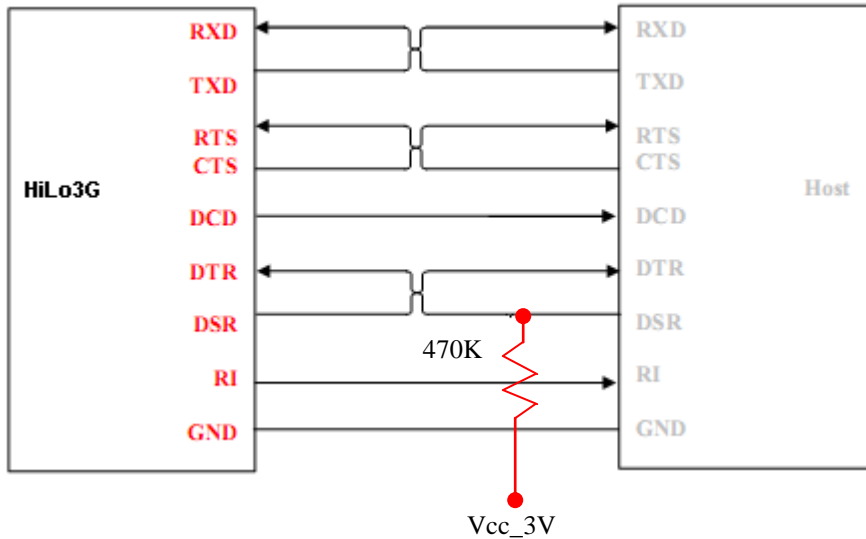 RXD
TXD
RTS
CTS
HiLo3G
DCD
DTR
DSR
RI
GND
470K
Vcc_3V
RXD
TXD
RTS
CTS
Host
DCD
DTR
DSR
RI
GND